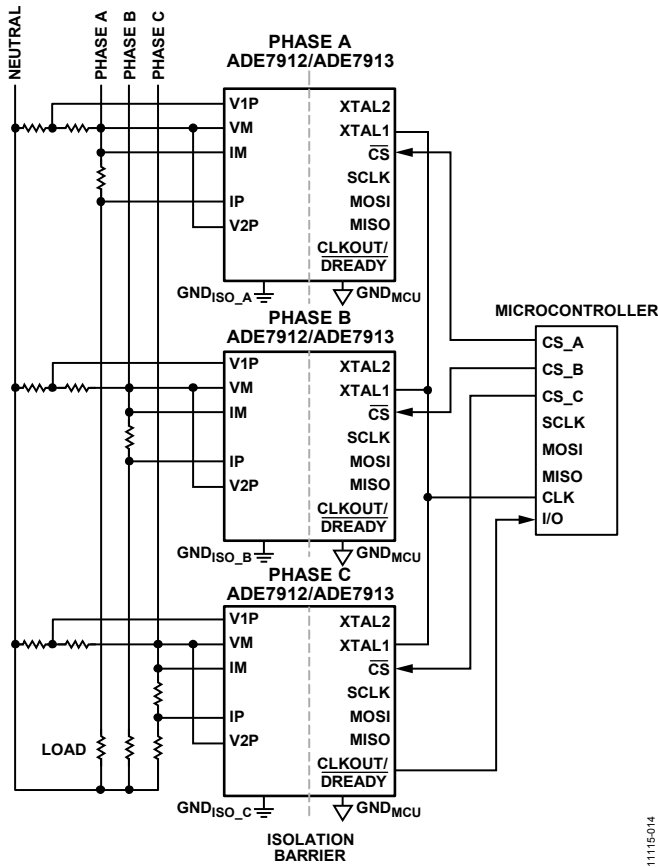 NEUTRAL
PHASE A
PHASE B
PHASE C
PHASE A
ADE7912/ADE7913
V1P
VM
IM
IP
V2P
XTAL2
XTAL1
CS
SCLK
MOSI
MISO
CLKOUT/
DREADY
GNDISO_A
GNDMCU
PHASE B
ADE7912/ADE7913
V1P
VM
IM
IP
V2P
XTAL2
XTAL1
CS
SCLK
MOSI
MISO
CLKOUT/
DREADY
GNDISO_B
GNDMCU
PHASE C
ADE7912/ADE7913
V1P
VM
IM
IP
V2P
XTAL2
XTAL1
CS
SCLK
MOSI
MISO
CLKOUT/
DREADY
GNDISO_C
GNDMCU
LOAD
ISOLATION
BARRIER
MICROCONTROLLER
CS_A
CS_B
CS_C
SCLK
MOSI
MISO
CLK
I/O
11115-014